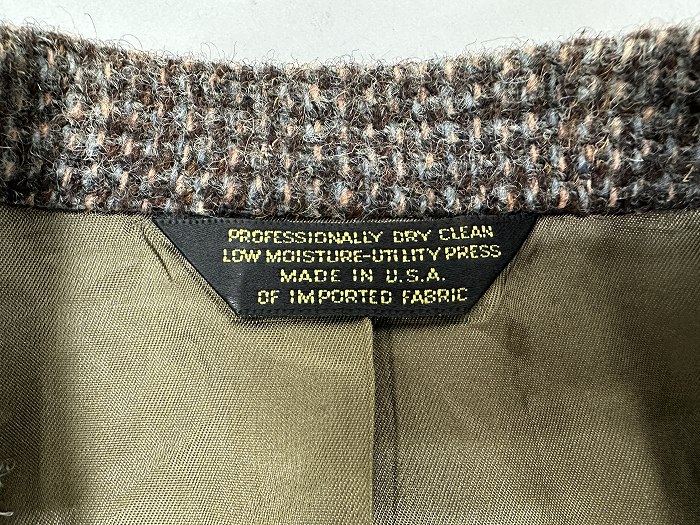 PROFESSIONALLY DRY CLEAN
LOW MOISTURE-UTILITY PRESS
MADE IN U.S.A.
OF IMPORTED FABRIC